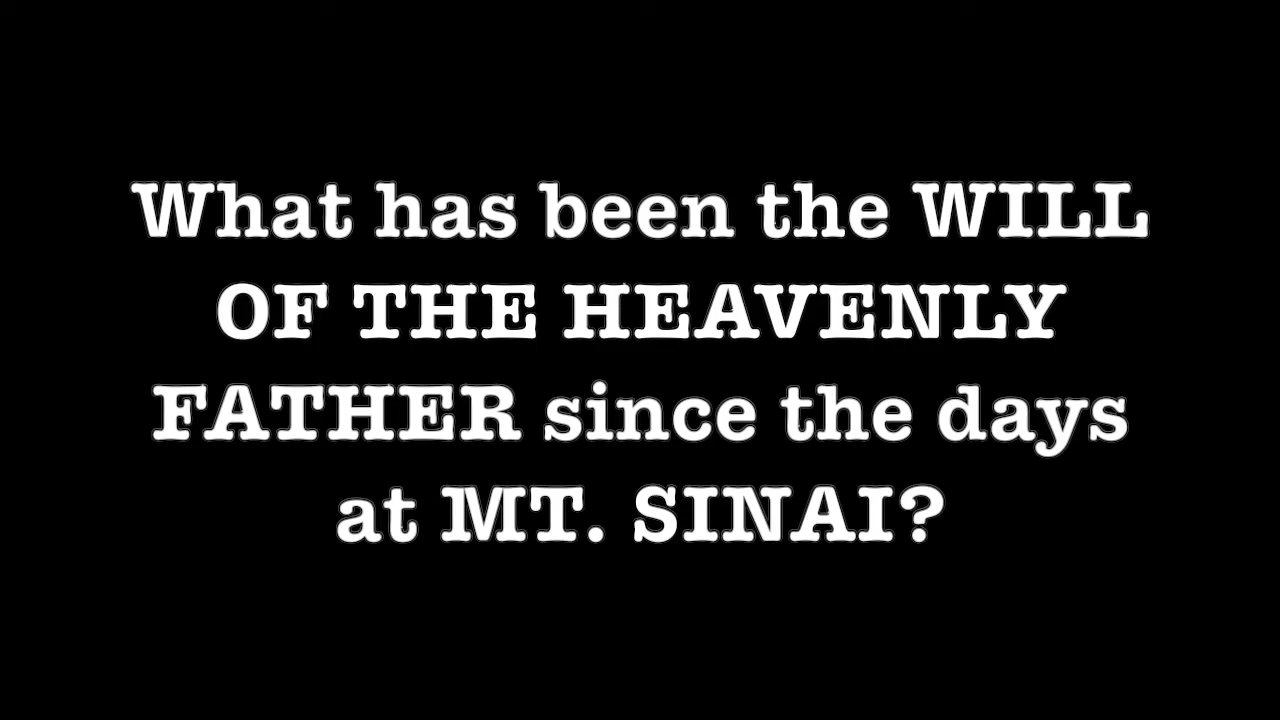 What has been the WILL
OF THE HEAVENLY
FATHER since the days
at MT. SINAI?